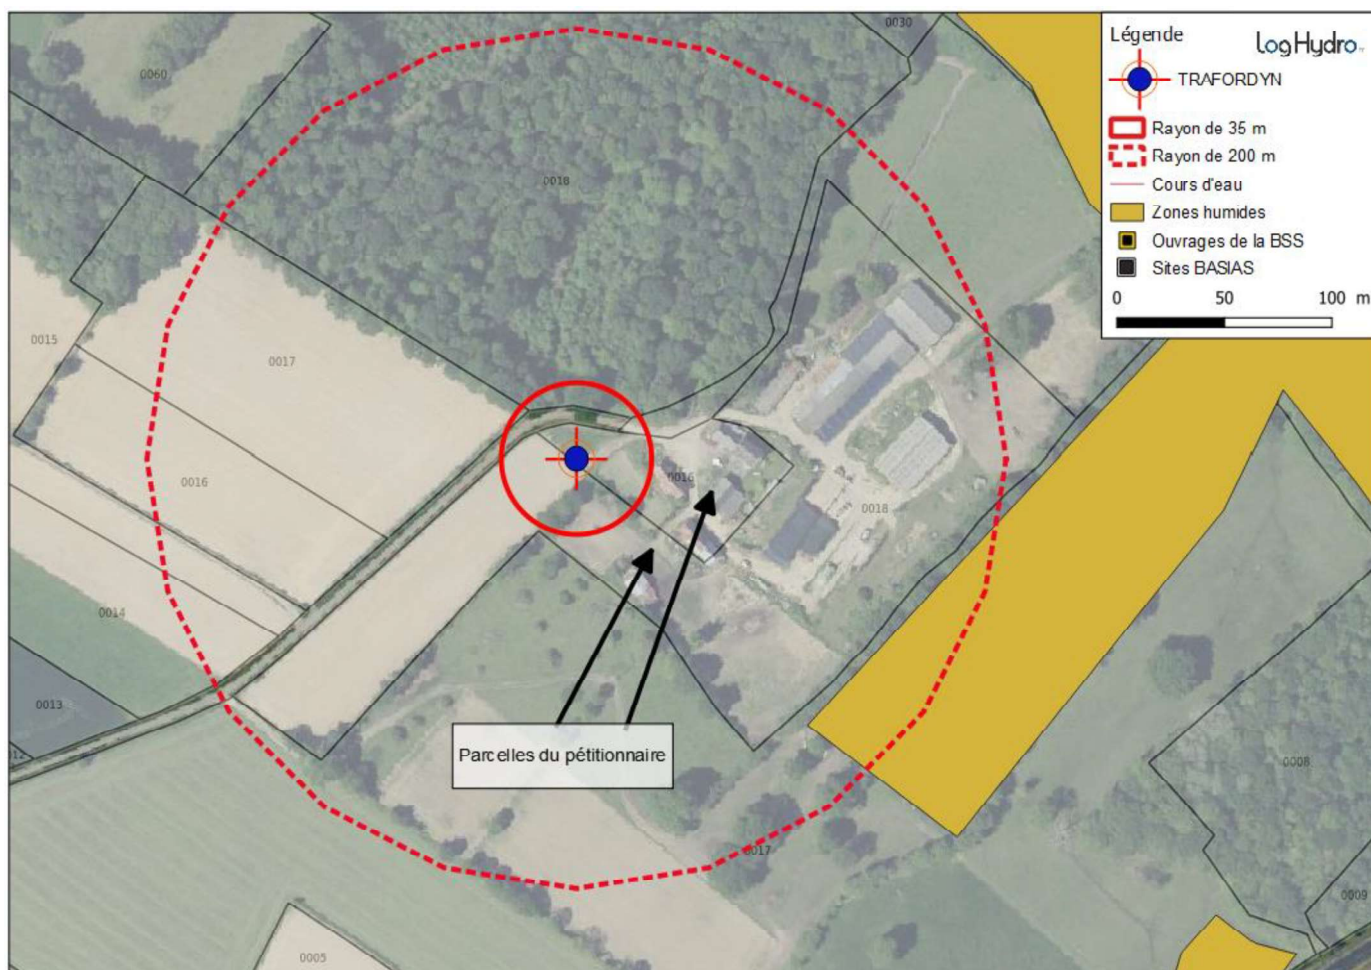 0030
0060
0018
0017
0015
0016
0016
0018
0014
0013
012
Parcelles du pétitionnaire
0017
0008
0009
0005
Légende
LogHydro
TRAFORDYN
Rayon de 35 m
Rayon de 200 m
Cours d'eau
Zones humides
Ouvrages de la BSS
Sites BASIAS
0 50 100 m